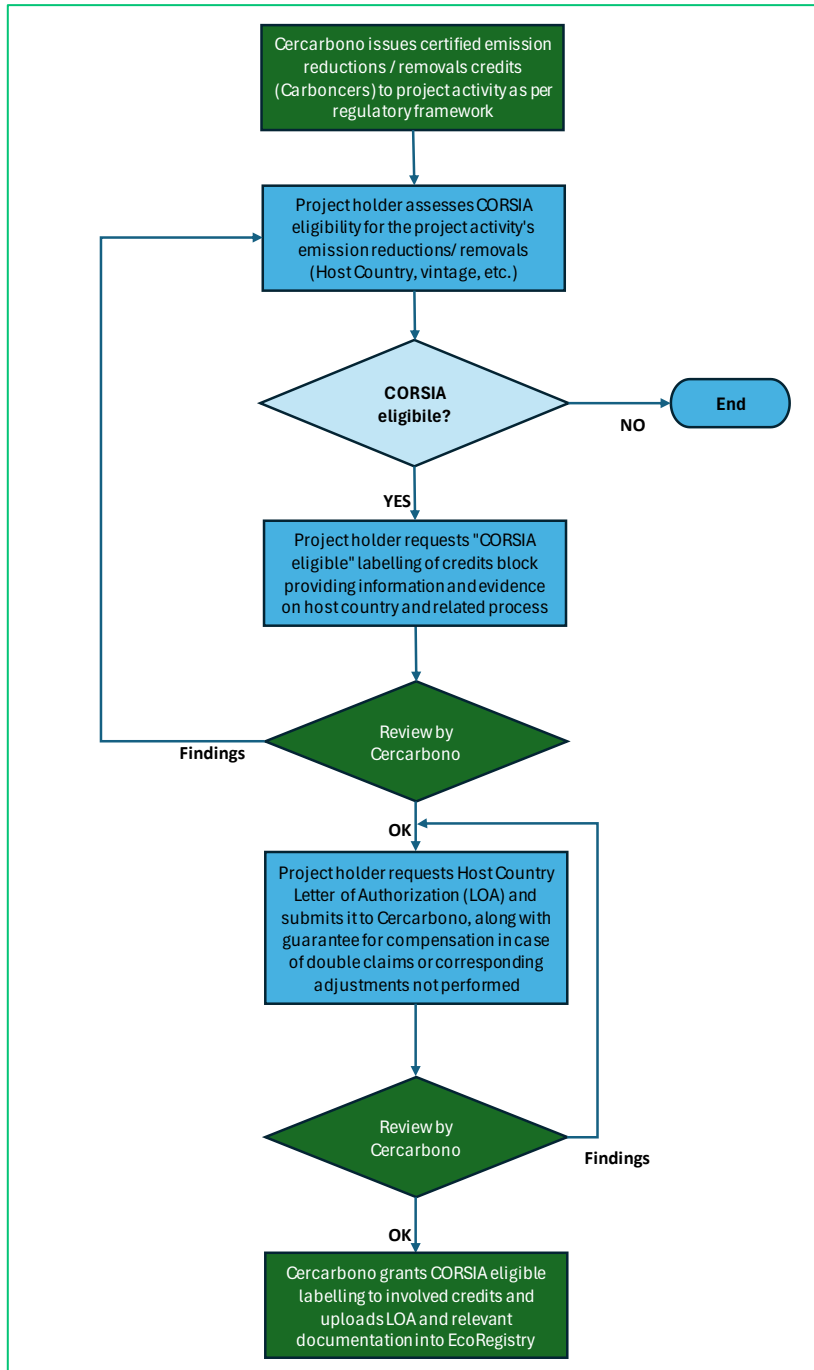 Cercarbono issues certified emission
reductions / removals credits
(Carboncers) to project activity as per
regulatory framework
Project holder assesses CORSIA
eligibility for the project activity's
emission reductions/ removals
(Host Country, vintage, etc.)
CORSIA
eligibile?
NO
End
YES
Project holder requests "CORSIA
eligible" labelling of credits block
providing information and evidence
on host country and related process
Review by
Cercarbono
Findings
OK
Project holder requests Host Country
Letter of Authorization (LOA) and
submits it to Cercarbono, along with
guarantee for compensation in case
of double claims or corresponding
adjustments not performed
Review by
Cercarbono
Findings
OK
Cercarbono grants CORSIA eligible
labelling to involved credits and
uploads LOA and relevant
documentation into EcoRegistry